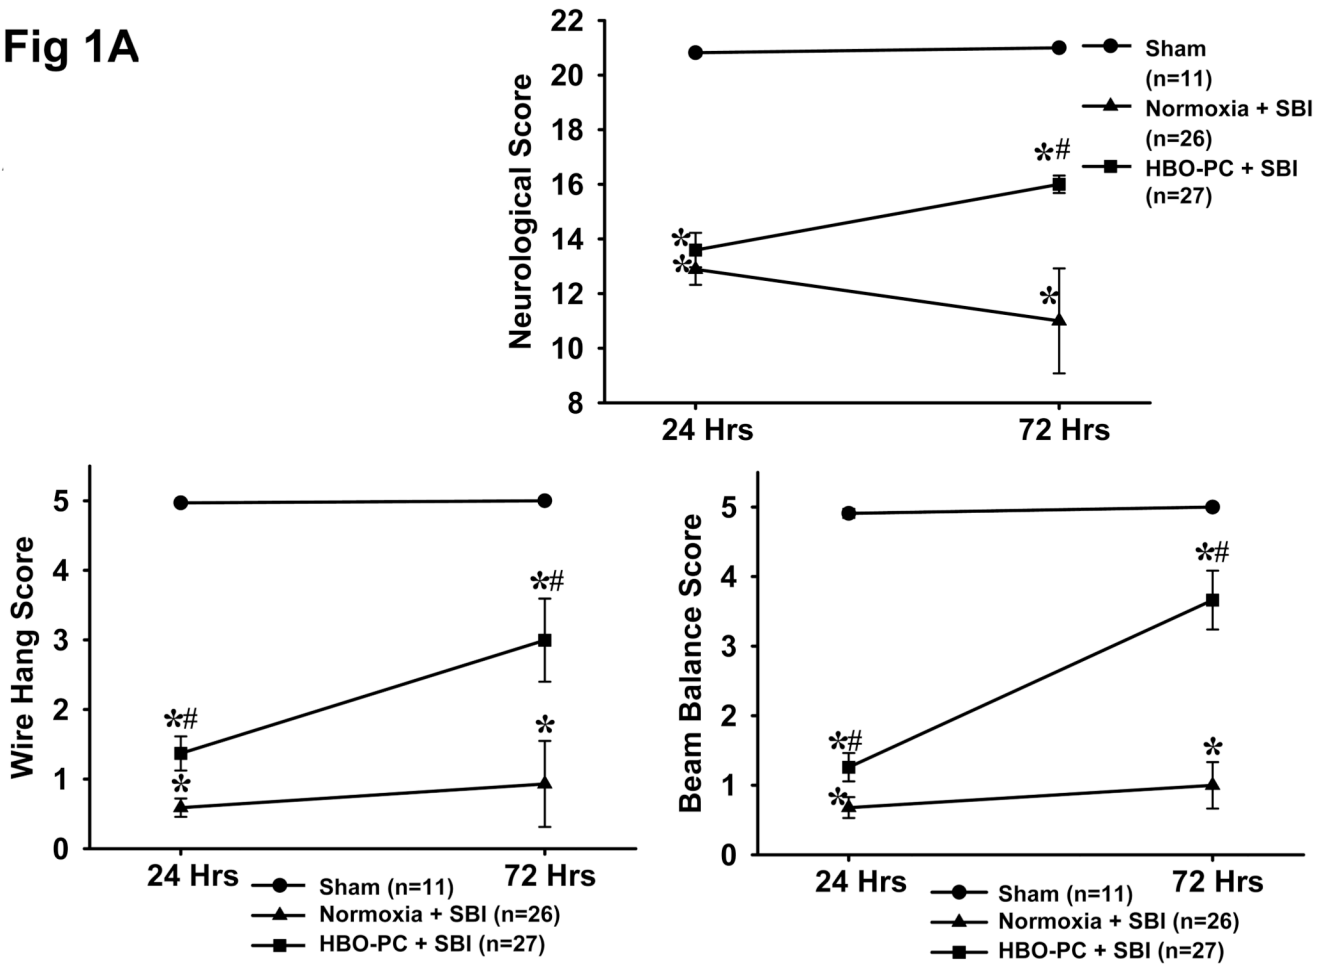 Fig 1A
Neurological Score
22
20
18
16
14
12
10
8
*
*
*#
*
24 Hrs
72 Hrs
Sham
(n=11)
Normoxia + SBI
(n=26)
HBO-PC + SBI
(n=27)
Wire Hang Score
5
4
3
2
1
0
*#
*
*#
*
24 Hrs
72 Hrs
Sham (n=11)
Normoxia + SBI (n=26)
HBO-PC + SBI (n=27)
Beam Balance Score
5
4
3
2
1
0
*#
*
*#
*
24 Hrs
72 Hrs
Sham (n=11)
Normoxia + SBI (n=26)
HBO-PC + SBI (n=27)